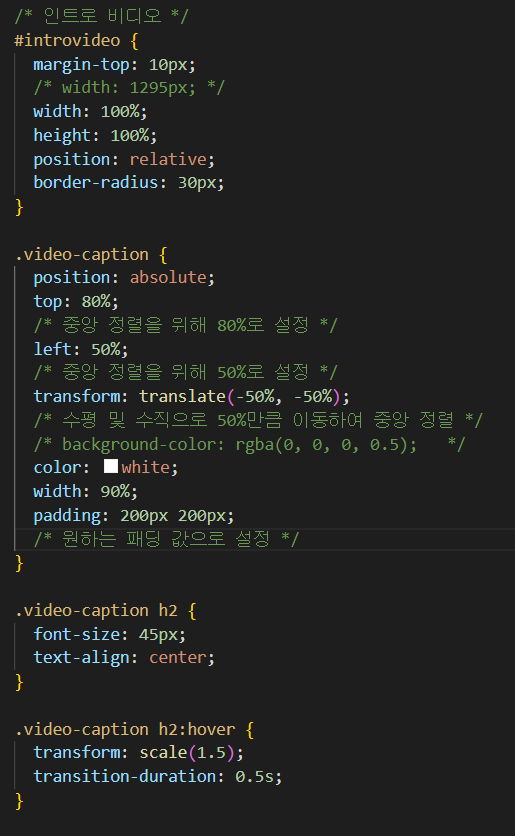 /* 인트로 비디오 */
#introvideo {
margin-top: 10px;
/* width: 1295px; */
width: 100%;
height: 100%;
position: relative;
border-radius: 30px;
}
.video-caption {
position: absolute;
top: 80%;
/* 중앙 정렬을 위해 80%로 설정 */
left: 50%;
/* 중앙 정렬을 위해 50%로 설정 */
transform: translate(-50%, -50%);
/* 수평 및 수직으로 50%만큼 이동하여 중앙 정렬 */
/* background-color: rgba(0, 0, 0, 0.5);   */
color: white;
width: 90%;
padding: 200px 200px;
/* 원하는 패딩 값으로 설정 */
}
.video-caption h2 {
font-size: 45px;
text-align: center;
}
.video-caption h2:hover {
transform: scale(1.5);
transition-duration: 0.5s;
}